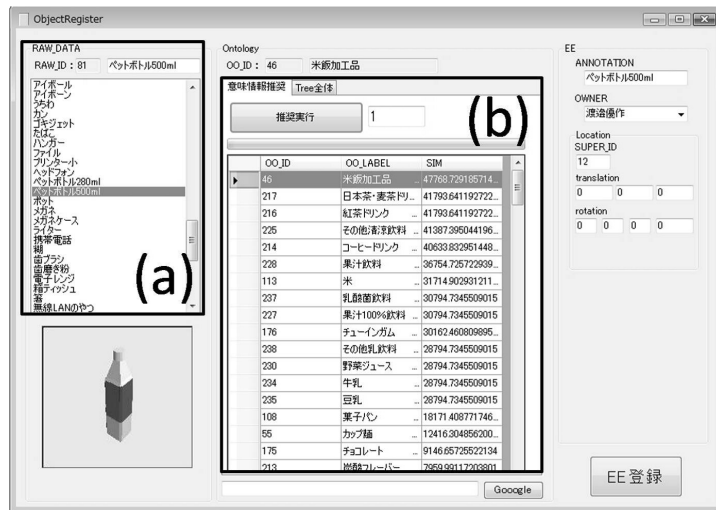 ObjectRegister
RAW_DATA
RAW_ID : 81 ペットボトル500ml
アイボール
アイボーン
うちわ
カン
ゴキジェット
たばこ
ハンガー
ファイル
プリンター小
ヘッドフォン
ペットボトル280ml
ペットボトル500ml
ポット
メガネ
メガネケース
ライター
携帯電話
糊
歯ブラシ
歯磨き粉
電子レンジ
箱ティッシュ
箸
無線LANのやつ
(a)
Ontology
OO_ID : 46 米飯加工品
意味情報推奨 Tree全体
推奨実行 1
(b)
OO_ID OO_LABEL SIM
46 米飯加工品 ... 47768.729185714...
217 日本茶・麦茶ドリ... 41793.641192722...
216 紅茶ドリンク ... 41793.641192722...
225 その他清涼飲料 ... 41387.395044196...
214 コーヒードリンク ... 40633.832951448...
228 果汁飲料 ... 36754.725722939...
113 米 ... 31714.902931211...
237 乳酸菌飲料 ... 30794.7345509015
227 果汁100%飲料 ... 30794.7345509015
176 チューインガム ... 30162.460809895...
238 その他乳飲料 ... 28794.7345509015
230 野菜ジュース ... 28794.7345509015
234 牛乳 ... 28794.7345509015
235 豆乳 ... 28794.7345509015
108 菓子パン ... 18171.408771746...
55 カップ麺 ... 12416.304856200...
175 チョコレート ... 9146.65725522134
213 炭酸フレーバー ... 7959.99117203801
Gooogle
EE
ANNOTATION
ペットボトル500ml
OWNER
渡邉優作
Location
SUPER_ID
12
translation
0 0 0
rotation
0 0 0 0
EE登録